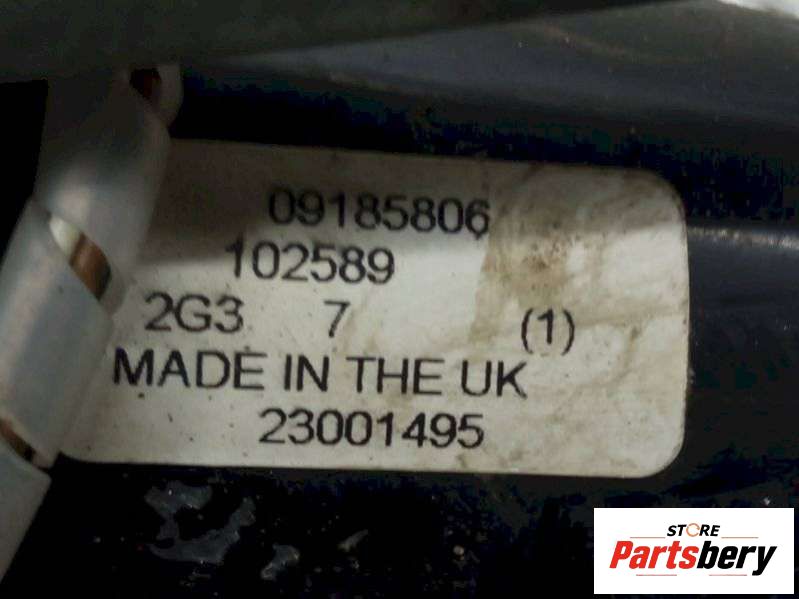 09185806
102589
2G3 7 (1)
MADE IN THE UK
23001495
STORE
Partsbery